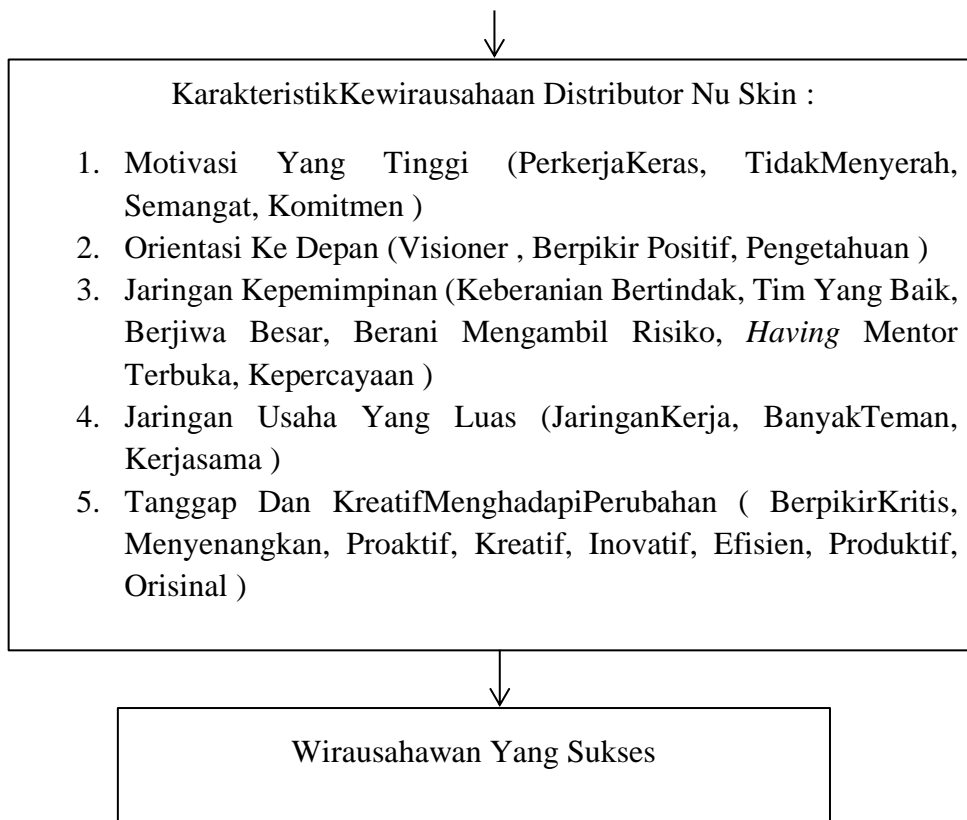 KarakteristikKewirausahaan Distributor Nu Skin :
1. Motivasi Yang Tinggi (PerkerjaKeras, TidakMenyerah,
Semangat, Komitmen )
2. Orientasi Ke Depan (Visioner , Berpikir Positif, Pengetahuan )
3. Jaringan Kepemimpinan (Keberanian Bertindak, Tim Yang Baik,
Berjiwa Besar, Berani Mengambil Risiko, Having Mentor
Terbuka, Kepercayaan )
4. Jaringan Usaha Yang Luas (JaringanKerja, BanyakTeman,
Kerjasama )
5. Tanggap Dan KreatifMenghadapiPerubahan ( BerpikirKritis,
Menyenangkan, Proaktif, Kreatif, Inovatif, Efisien, Produktif,
Orisinal )
Wirausahawan Yang Sukses